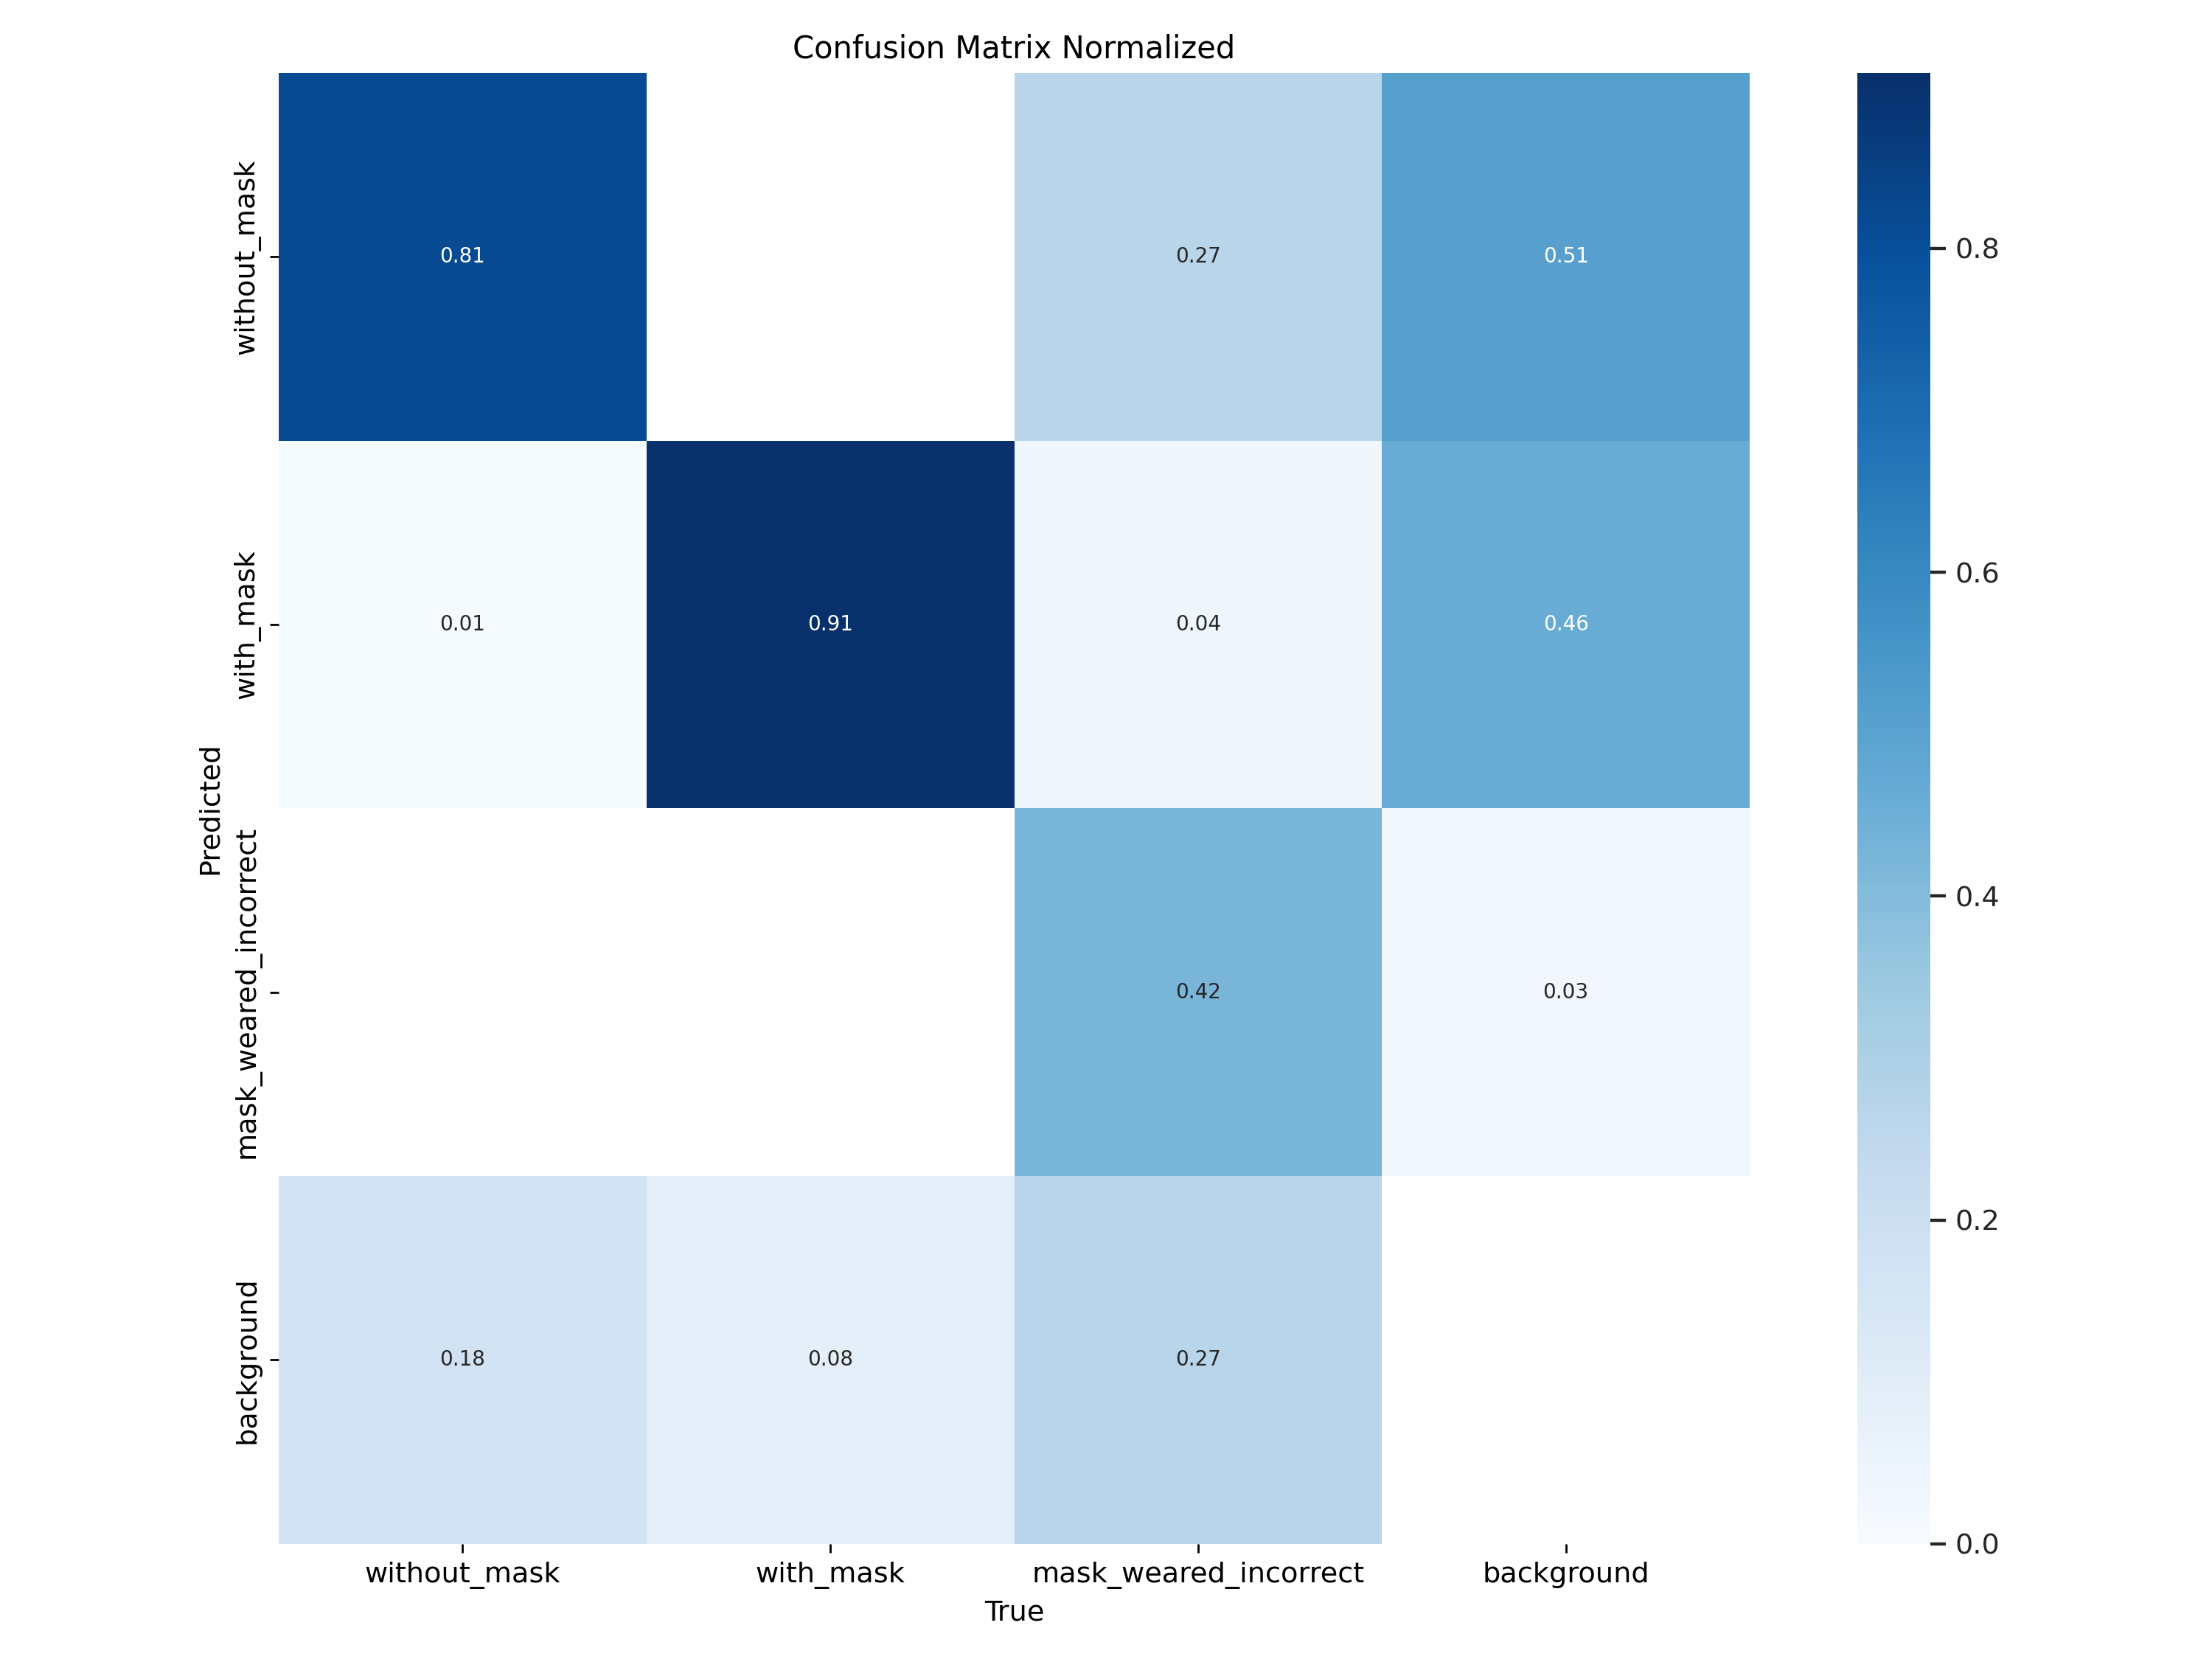 Confusion Matrix Normalized
without_mask
0.81
0.27
0.51
with_mask
0.01
0.91
0.04
0.46
mask_weared_incorrect
0.42
0.03
background
0.18
0.08
0.27
Predicted
without_mask
with_mask
mask_weared_incorrect
background
True
0.8
0.6
0.4
0.2
0.0